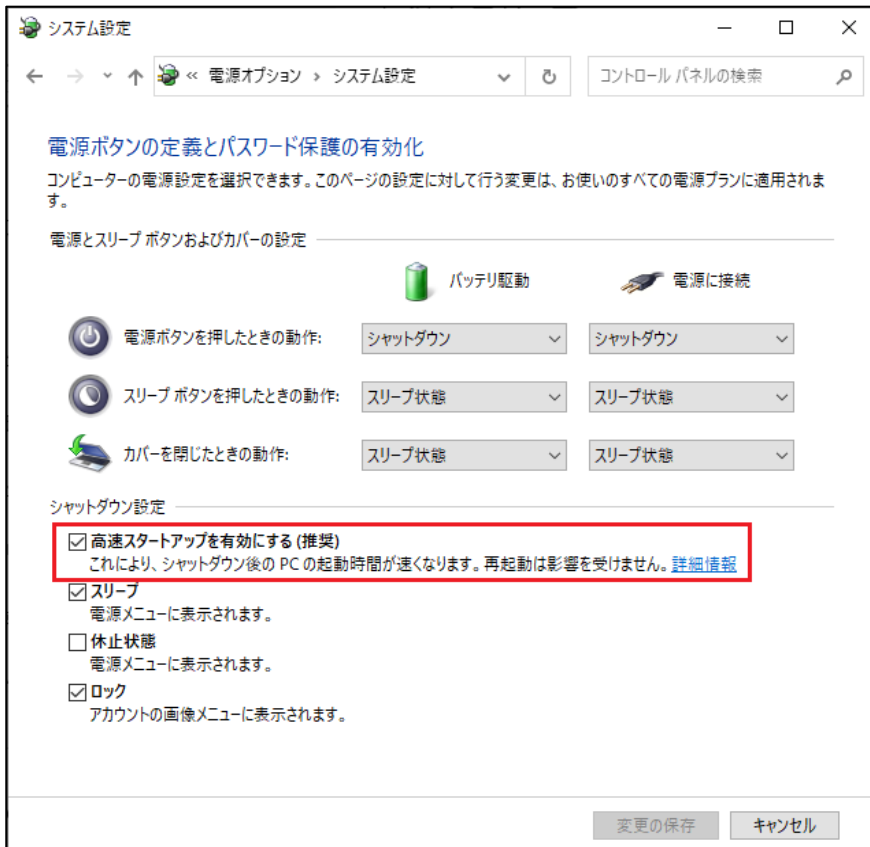 システム設定
« 電源オプション › システム設定
コントロール パネルの検索
電源ボタンの定義とパスワード保護の有効化
コンピューターの電源設定を選択できます。このページの設定に対して行う変更は、お使いのすべての電源プランに適用されま
す。
電源とスリープ ボタンおよびカバーの設定
バッテリ駆動 電源に接続
電源ボタンを押したときの動作: シャットダウン シャットダウン
スリープ ボタンを押したときの動作: スリープ状態 スリープ状態
カバーを閉じたときの動作: スリープ状態 スリープ状態
シャットダウン設定
高速スタートアップを有効にする (推奨)
これにより、シャットダウン後の PC の起動時間が速くなります。再起動は影響を受けません。詳細情報
スリープ
電源メニューに表示されます。
休止状態
電源メニューに表示されます。
ロック
アカウントの画像メニューに表示されます。
変更の保存 キャンセル